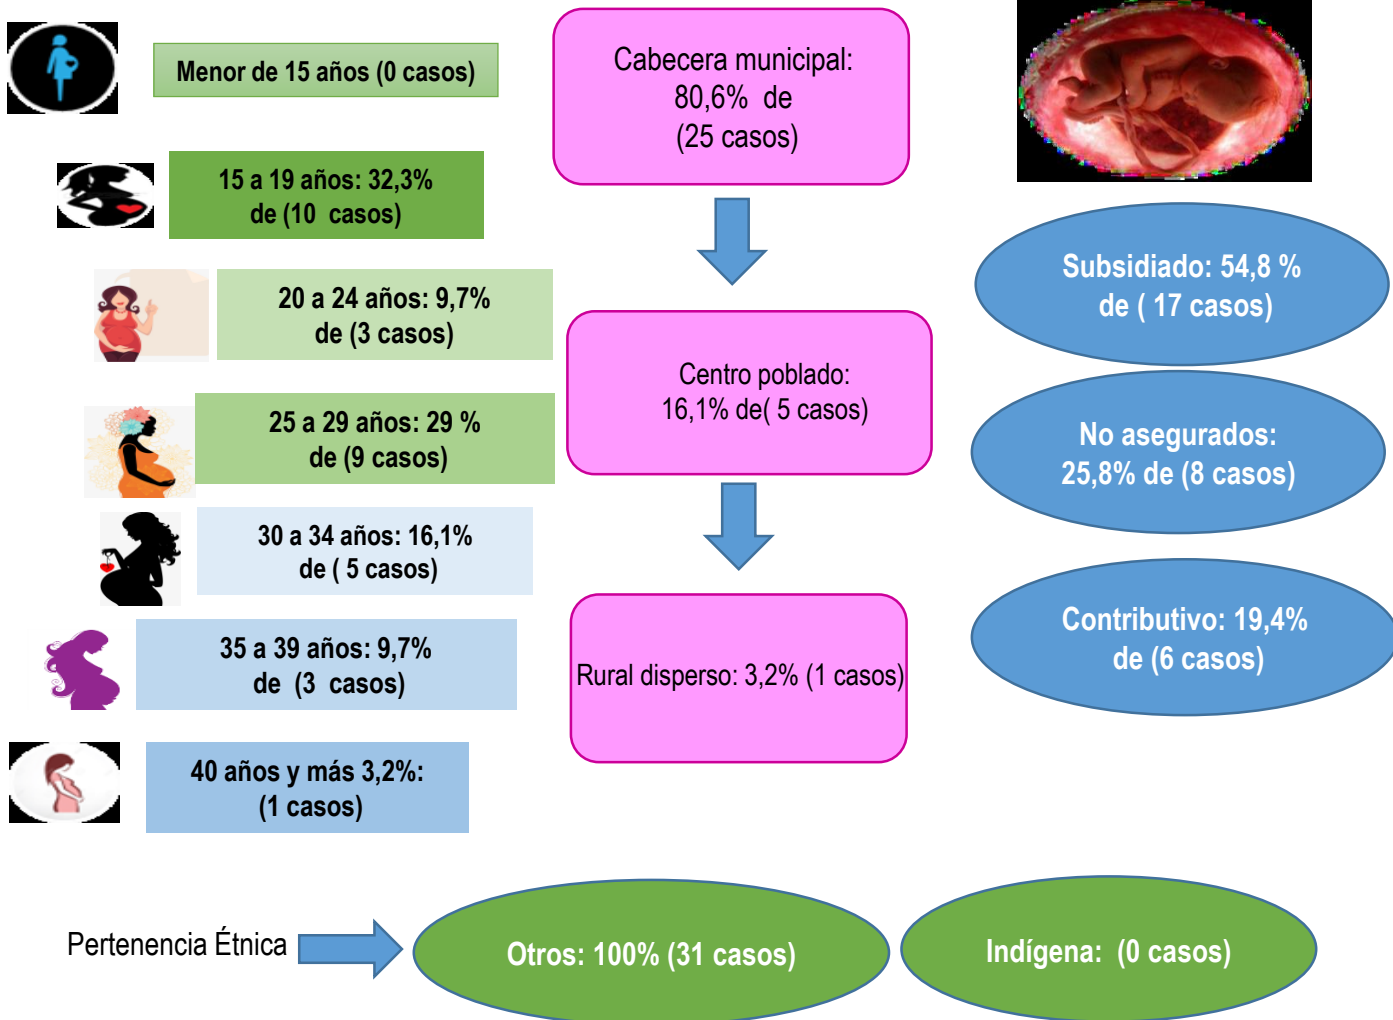 Menor de 15 años (0 casos)
15 a 19 años: 32,3%
de (10 casos)
20 a 24 años: 9,7%
de (3 casos)
25 a 29 años: 29 %
de (9 casos)
30 a 34 años: 16,1%
de ( 5 casos)
35 a 39 años: 9,7%
de (3 casos)
40 años y más 3,2%:
(1 casos)
Cabecera municipal:
80,6% de
(25 casos)
Centro poblado:
16,1% de( 5 casos)
Rural disperso: 3,2% (1 casos)
Subsidiado: 54,8 %
de ( 17 casos)
No asegurados:
25,8% de (8 casos)
Contributivo: 19,4%
de (6 casos)
Pertenencia Étnica
Otros: 100% (31 casos)
Indígena: (0 casos)